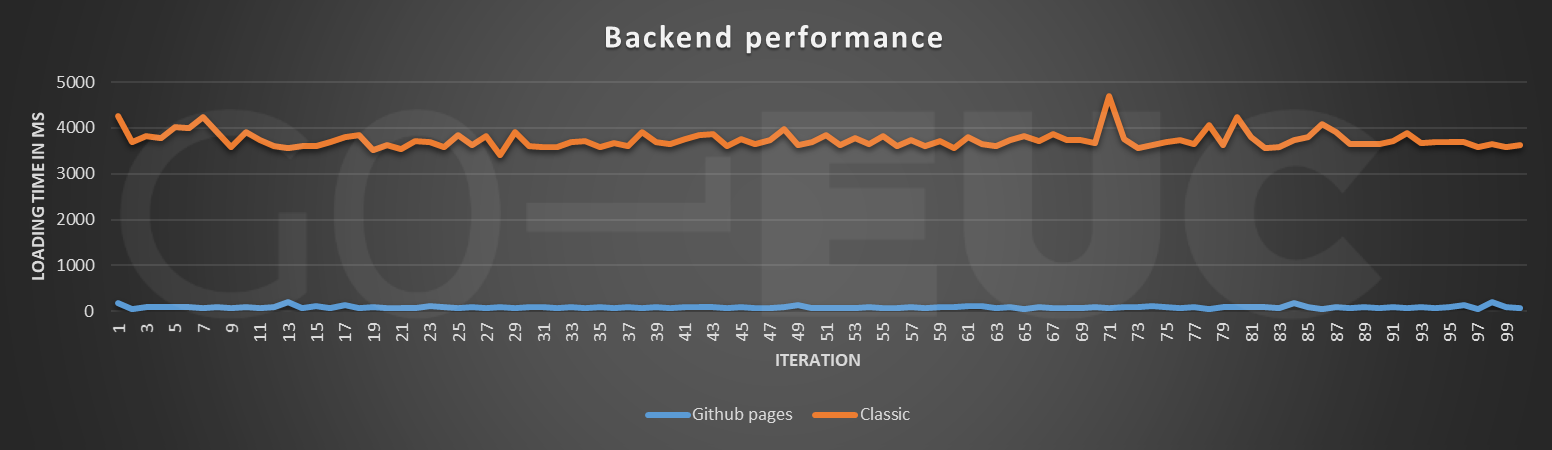 Backend performance
LOADING TIME IN MS
5000
4000
3000
2000
1000
0
1 3 5 7 9 11 13 15 17 19 21 23 25 27 29 31 33 35 37 39 41 43 45 47 49 51 53 55 57 59 61 63 65 67 69 71 73 75 77 79 81 83 85 87 89 91 93 95 97 99
ITERATION
Github pages Classic
GO-EUC